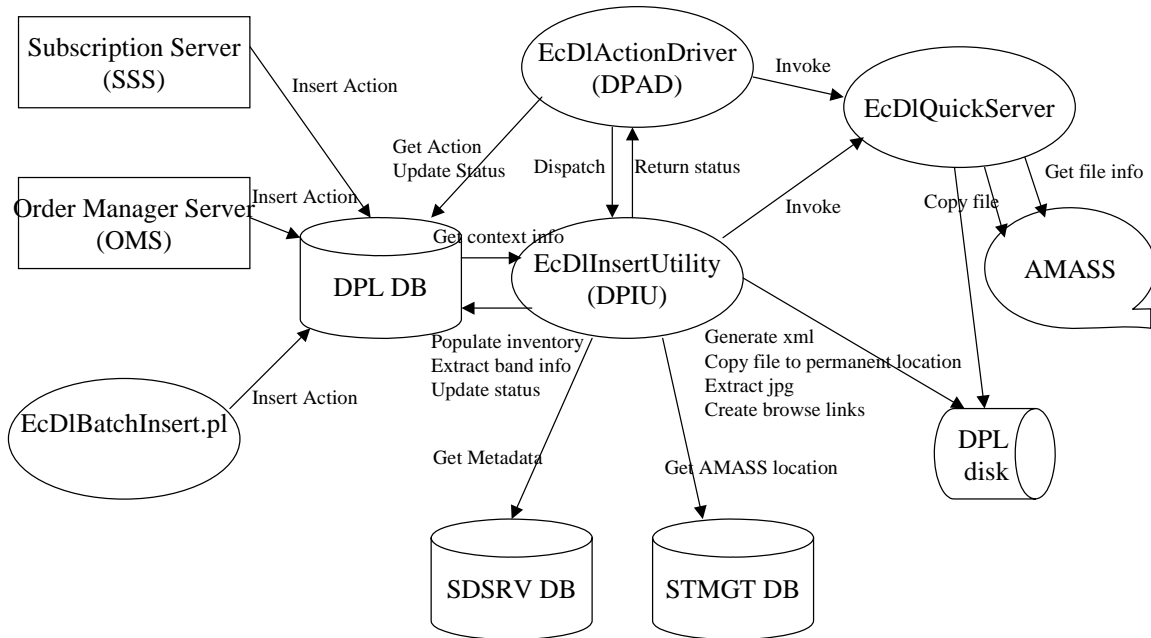 Subscription Server
(SSS)
EcDlActionDriver
(DPAD)
Invoke
EcDlQuickServer
Insert Action
Get Action
Update Status
Dispatch
Return status
Get file info
Order Manager Server
(OMS)
Insert Action
Copy file
Invoke
Get context info
DPL DB
EcDlInsertUtility
(DPIU)
AMASS
Populate inventory
Extract band info
Update status
Generate xml
Copy file to permanent location
Extract jpg
Create browse links
Insert Action
EcDlBatchInsert.pl
DPL
disk
Get Metadata
Get AMASS location
SDSRV DB
STMGT DB